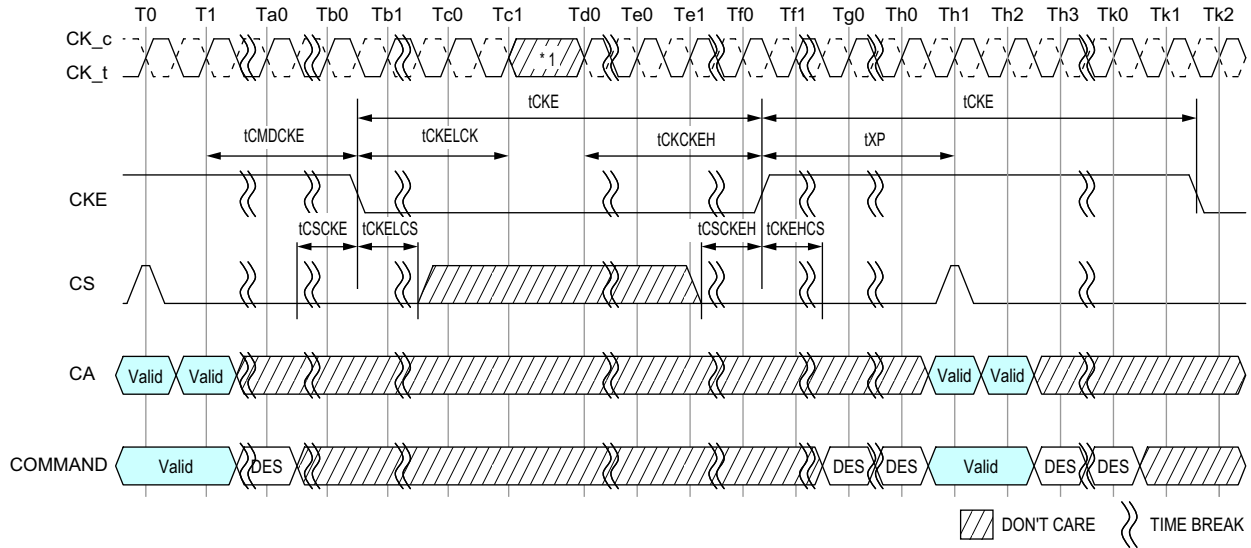 T0 T1 Ta0 Tb0 Tb1 Tc0 Tc1 Td0 Te0 Te1 Tf0 Tf1 Tg0 Th0 Th1 Th2 Th3 Tk0 Tk1 Tk2
CK_c
CK_t
*1
tCKE tCKE
tCMDCKE tCKELCK tCKCKEH tXP
CKE
tCSCKE tCKELCS tCSCKEH tCKEHCS
CS
CA Valid Valid Valid Valid
COMMAND Valid DES DES DES Valid DES DES
DON'T CARE TIME BREAK